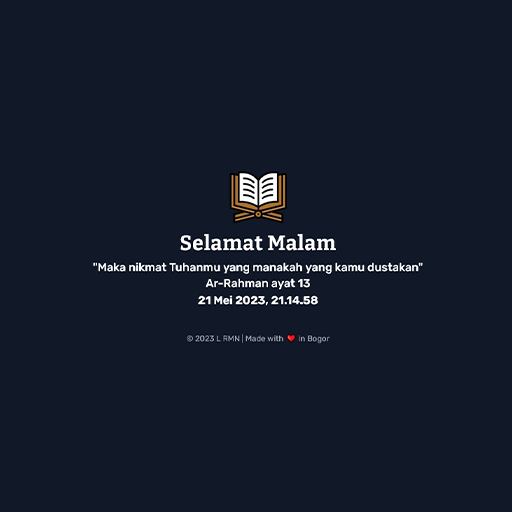 Selamat Malam
"Maka nikmat Tuhanmu yang manakah yang kamu dustakan"
Ar-Rahman ayat 13
21 Mei 2023, 21.14.58
© 2023 L RMN | Made with ❤️ in Bogor